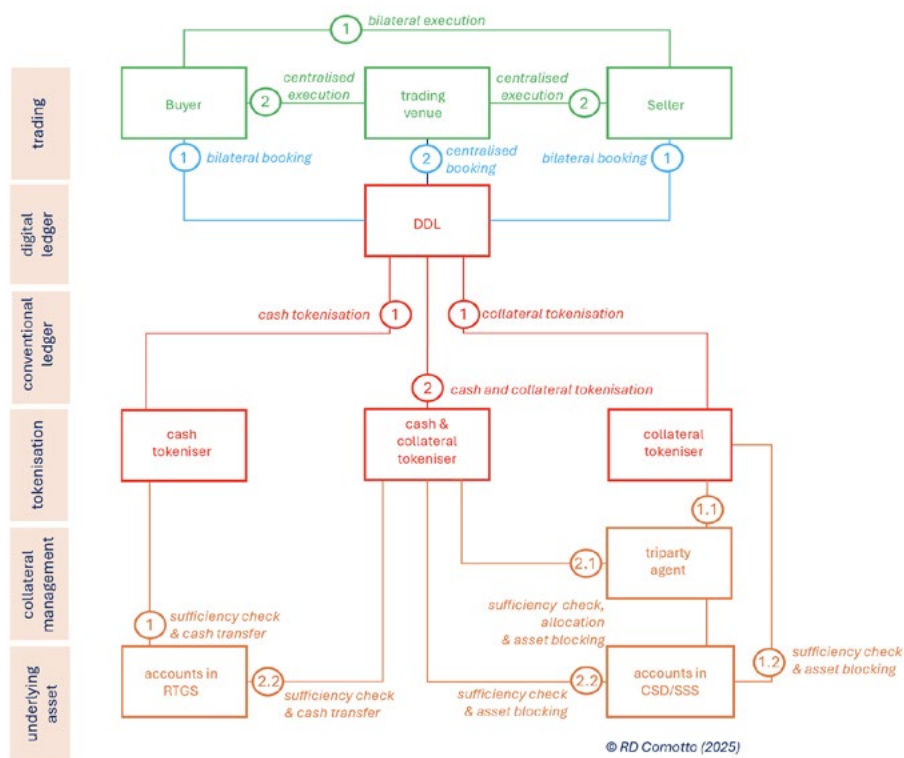 1
bilateral execution
trading
Buyer
2
centralised
execution
trading
venue
centralised
execution
2
Seller
1
bilateral booking
2
centralised
booking
bilateral booking
1
digital
ledger
DDL
conventional
ledger
cash tokenisation
1
1
collateral tokenisation
2
cash and collateral tokenisation
tokenisation
cash
tokeniser
cash &
collateral
tokeniser
collateral
tokeniser
1.1
collateral
management
2.1
triparty
agent
1
sufficiency check
& cash transfer
sufficiency check,
allocation
& asset blocking
1.2
sufficiency check
& asset blocking
underlying
asset
accounts in
RTGS
2.2
sufficiency check
& cash transfer
sufficiency check
& asset blocking
2.2
accounts in
CSD/SSS
© RD Comotto (2025)